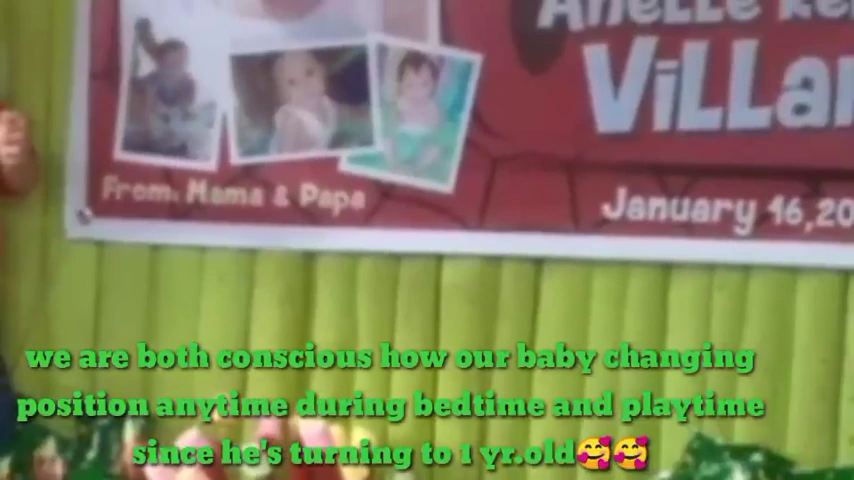 Arielle
Villa
From: Mama & Papa
January 16,20
we are both conscious how our baby changing
position anytime during bedtime and playtime
since he's turning to 1 yr.old🥰🥰